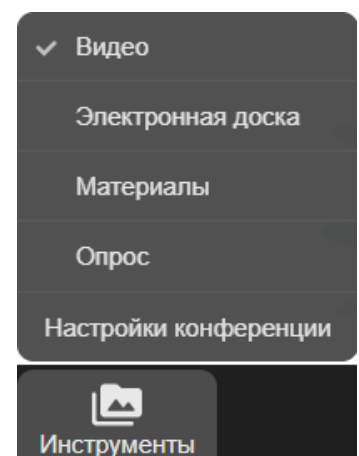 Видео
Электронная доска
Материалы
Опрос
Настройки конференции
Инструменты